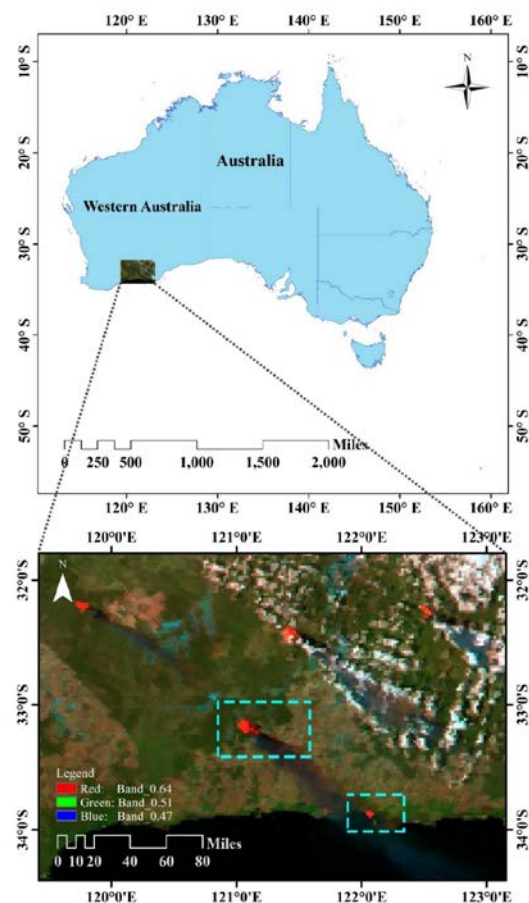 120° E 130° E 140° E 150° E
10° S 10° S
N
20° S 20° S
Australia
Western Australia
30° S 30° S
40° S 40° S
50° S 50° S
Miles
0 250 500 1,000 1,500 2,000
120° E 130° E 140° E 150° E 160° E
120°0'E 121°0'E 122°0'E 123°0'E
32°0'S 32°0'S
N
33°0'S 33°0'S
Legend
Red: Band_0.64
Green: Band_0.51
Blue: Band_0.47
34°0'S 34°0'S
Miles
0 10 20 40 60 80
120°0'E 121°0'E 122°0'E 123°0'E